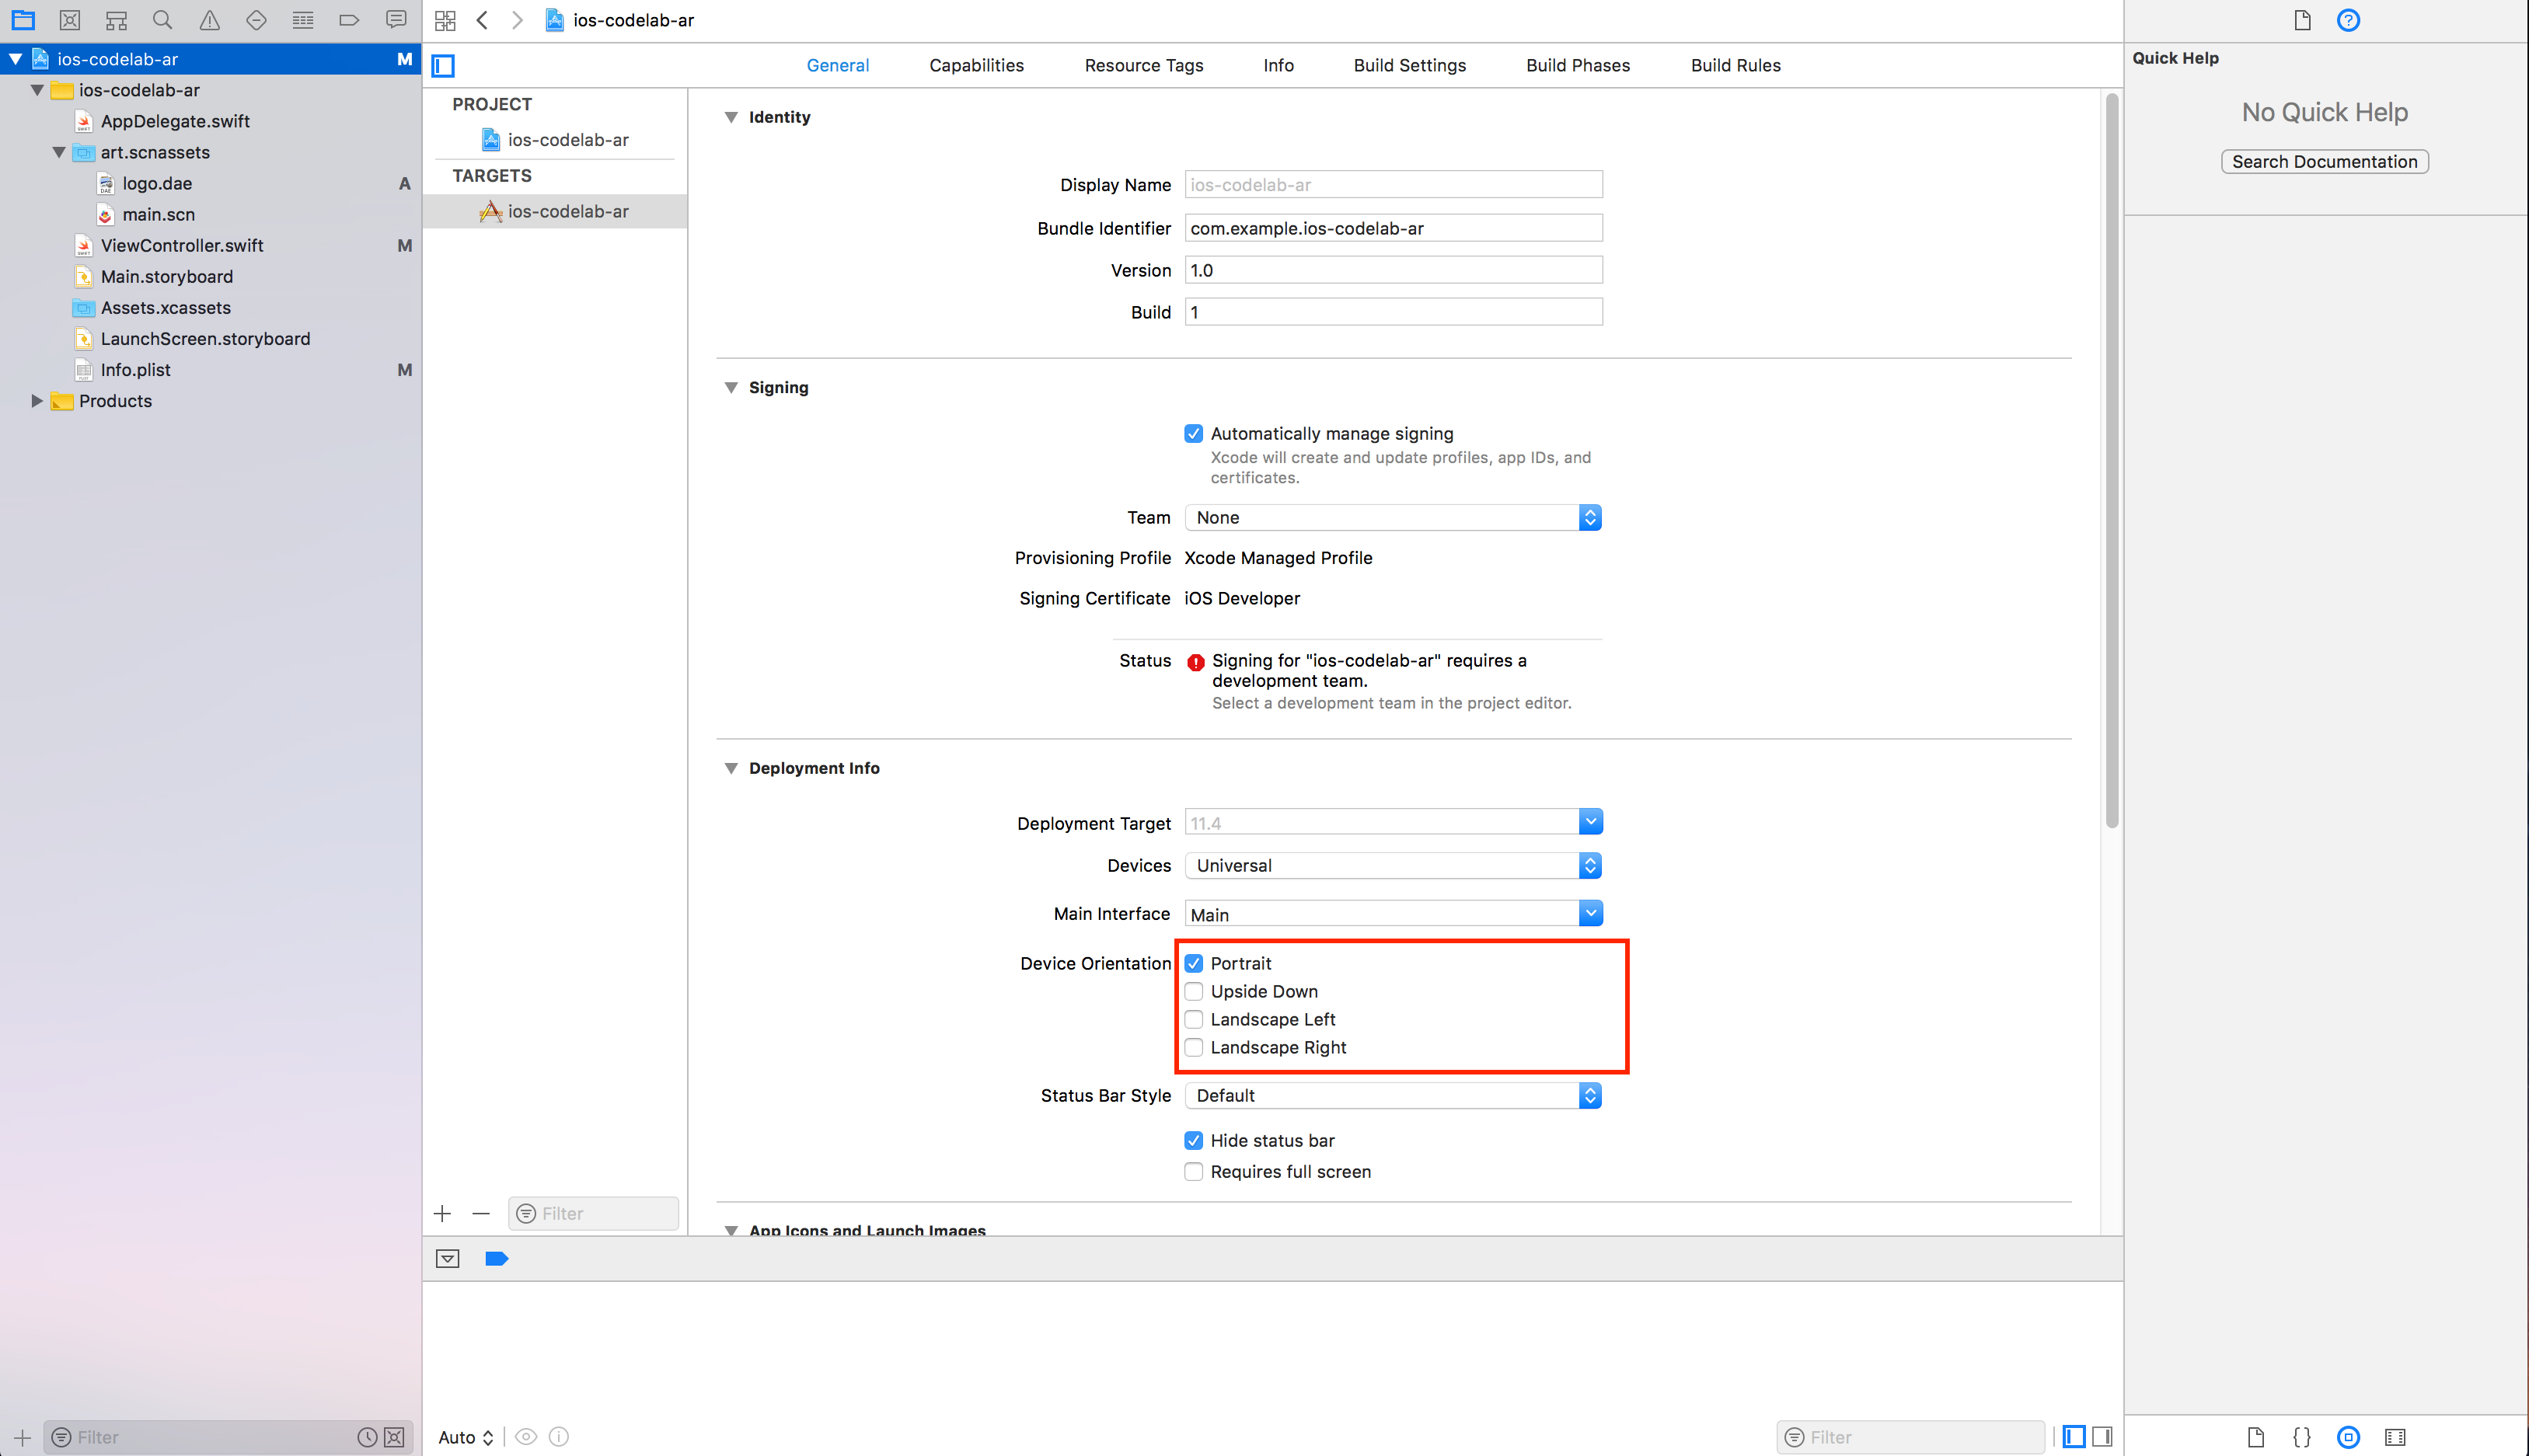 ios-codelab-ar
ios-codelab-ar M
ios-codelab-ar
AppDelegate.swift
art.scnassets
logo.dae A
main.scn
ViewController.swift M
Main.storyboard
Assets.xcassets
LaunchScreen.storyboard
Info.plist M
Products
Filter
General Capabilities Resource Tags Info Build Settings Build Phases Build Rules
PROJECT
ios-codelab-ar
TARGETS
ios-codelab-ar
Filter
Identity
Display Name ios-codelab-ar
Bundle Identifier com.example.ios-codelab-ar
Version 1.0
Build 1
Signing
Automatically manage signing
Xcode will create and update profiles, app IDs, and
certificates.
Team None
Provisioning Profile Xcode Managed Profile
Signing Certificate iOS Developer
Status Signing for "ios-codelab-ar" requires a
development team.
Select a development team in the project editor.
Deployment Info
Deployment Target 11.4
Devices Universal
Main Interface Main
Device Orientation Portrait
Upside Down
Landscape Left
Landscape Right
Status Bar Style Default
Hide status bar
Requires full screen
App Icons and Launch Images
Auto
Filter
Quick Help
No Quick Help
Search Documentation